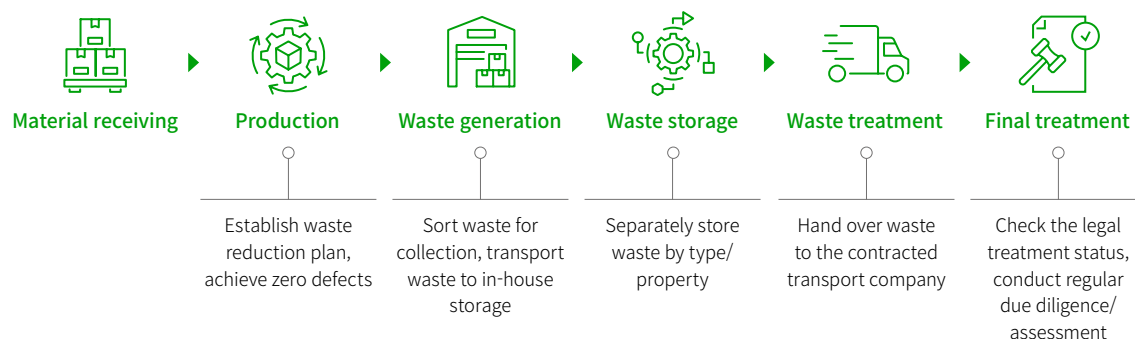 Material receiving
Production
Waste generation
Waste storage
Waste treatment
Final treatment
Establish waste
reduction plan,
achieve zero defects
Sort waste for
collection, transport
waste to in-house
storage
Separately store
waste by type/
property
Hand over waste
to the contracted
transport company
Check the legal
treatment status,
conduct regular
due diligence/
assessment